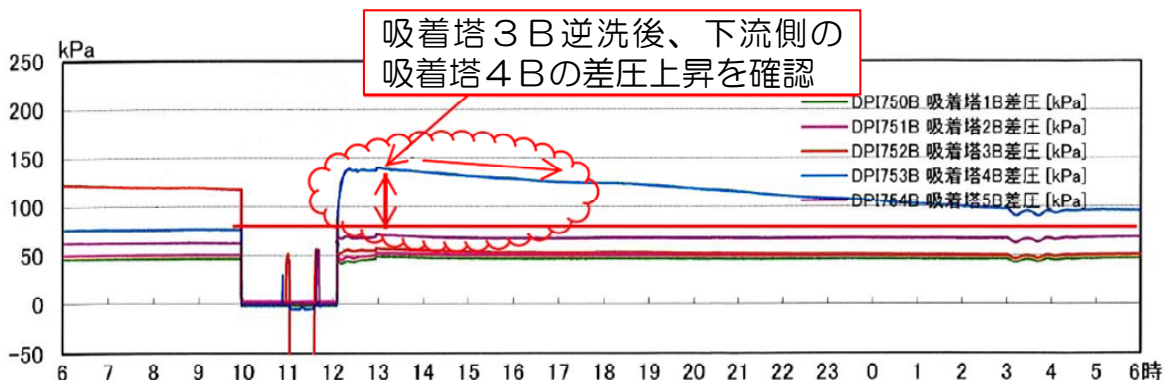 吸着塔３Ｂ逆洗後、下流側の
吸着塔４Ｂの差圧上昇を確認
kPa
250
200
150
100
50
0
-50
DPI750B 吸着塔1B差圧 [kPa]
DPI751B 吸着塔2B差圧 [kPa]
DPI752B 吸着塔3B差圧 [kPa]
DPI753B 吸着塔4B差圧 [kPa]
DPI754B 吸着塔5B差圧 [kPa]
6 7 8 9 10 11 12 13 14 15 16 17 18 19 20 21 22 23 0 1 2 3 4 5 6時